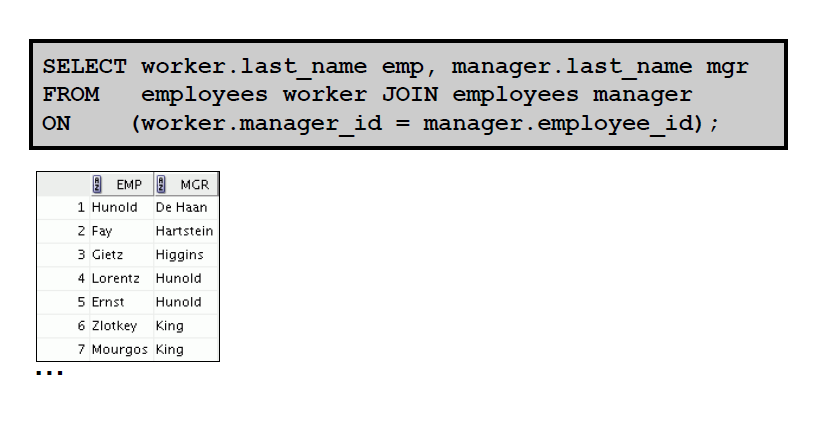 SELECT worker.last_name emp, manager.last_name mgr
FROM employees worker JOIN employees manager
ON (worker.manager_id = manager.employee_id);
EMP MGR
1 Hunold De Haan
2 Fay Hartstein
3 Gietz Higgins
4 Lorentz Hunold
5 Ernst Hunold
6 Zlotkey King
7 Mourgos King
...